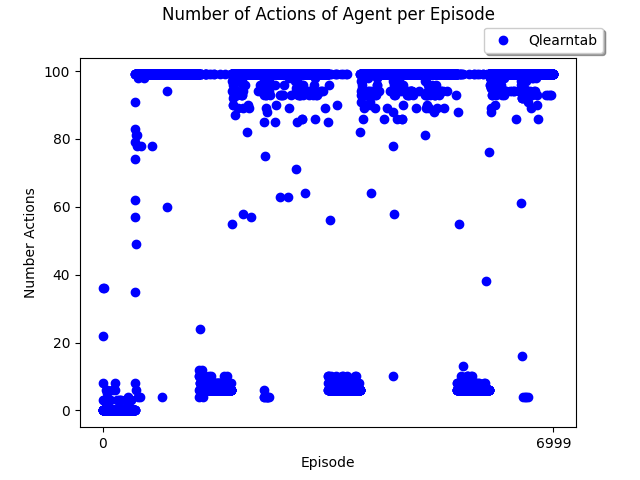 Number of Actions of Agent per Episode
Qlearntab
100
80
60
40
20
0
Number Actions
0 6999
Episode